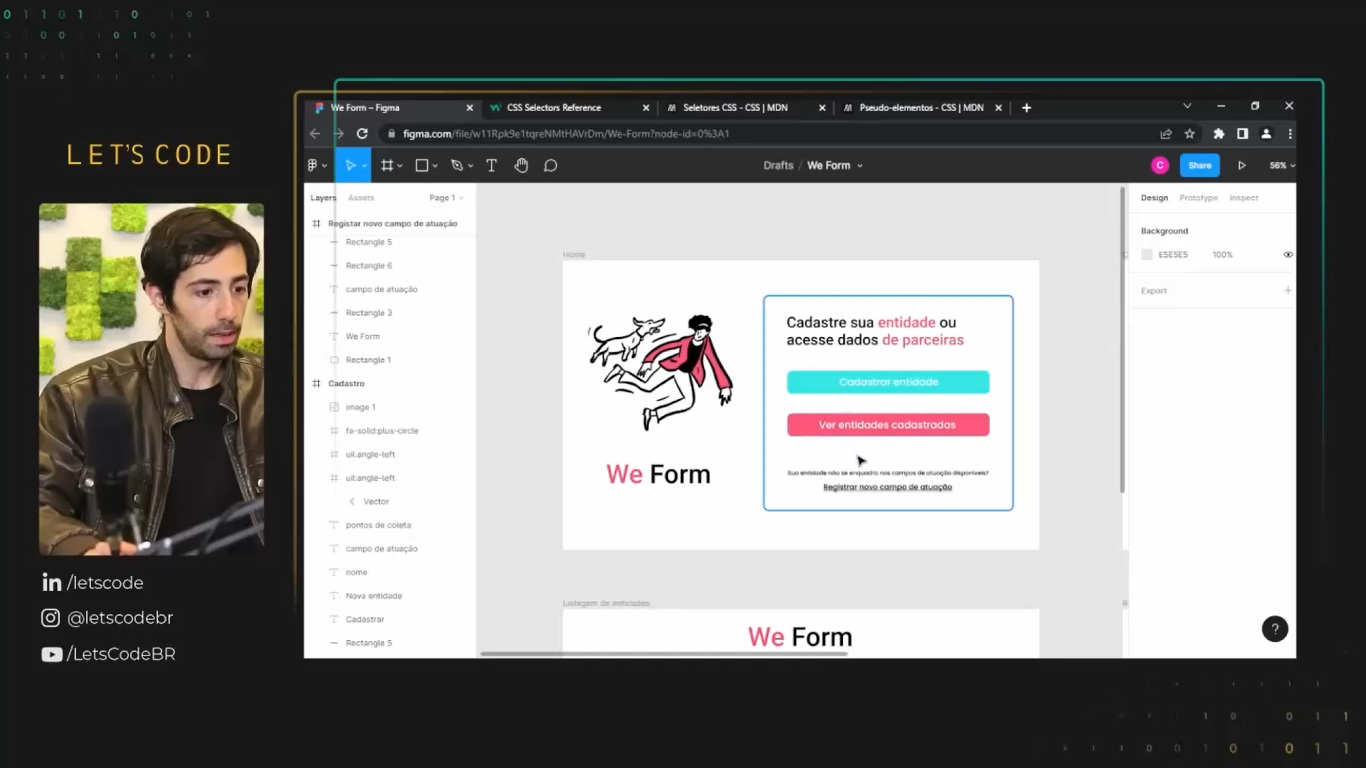 LET'S CODE
/letscode
@letscodebr
/LetsCodeBR
We Form – Figma
CSS Selectors Reference
Seletores CSS - CSS | MDN
Pseudo-elementos - CSS | MDN
figma.com/file/w11Rpk9e1tqreNMtHAVrDm/We-Form?node-id=0%3A1
Drafts / We Form
C
Share
56%
Layers
Assets
Page 1
Registar novo campo de atuação
Rectangle 5
Rectangle 6
campo de atuação
Rectangle 3
We Form
Rectangle 1
Cadastro
image 1
fa-solid:plus-circle
uil:angle-left
uil:angle-left
Vector
pontos de coleta
campo de atuação
nome
Nova entidade
Cadastrar
Rectangle 5
Home
We Form
Cadastre sua entidade ou
acesse dados de parceiras
Cadastrar entidade
Ver entidades cadastradas
Sua entidade não se enquadra nos campos de atuação disponíveis?
Registrar novo campo de atuação
Listagem de entidades
We Form
Design
Prototype
Inspect
Background
E5E5E5
100%
Export
?